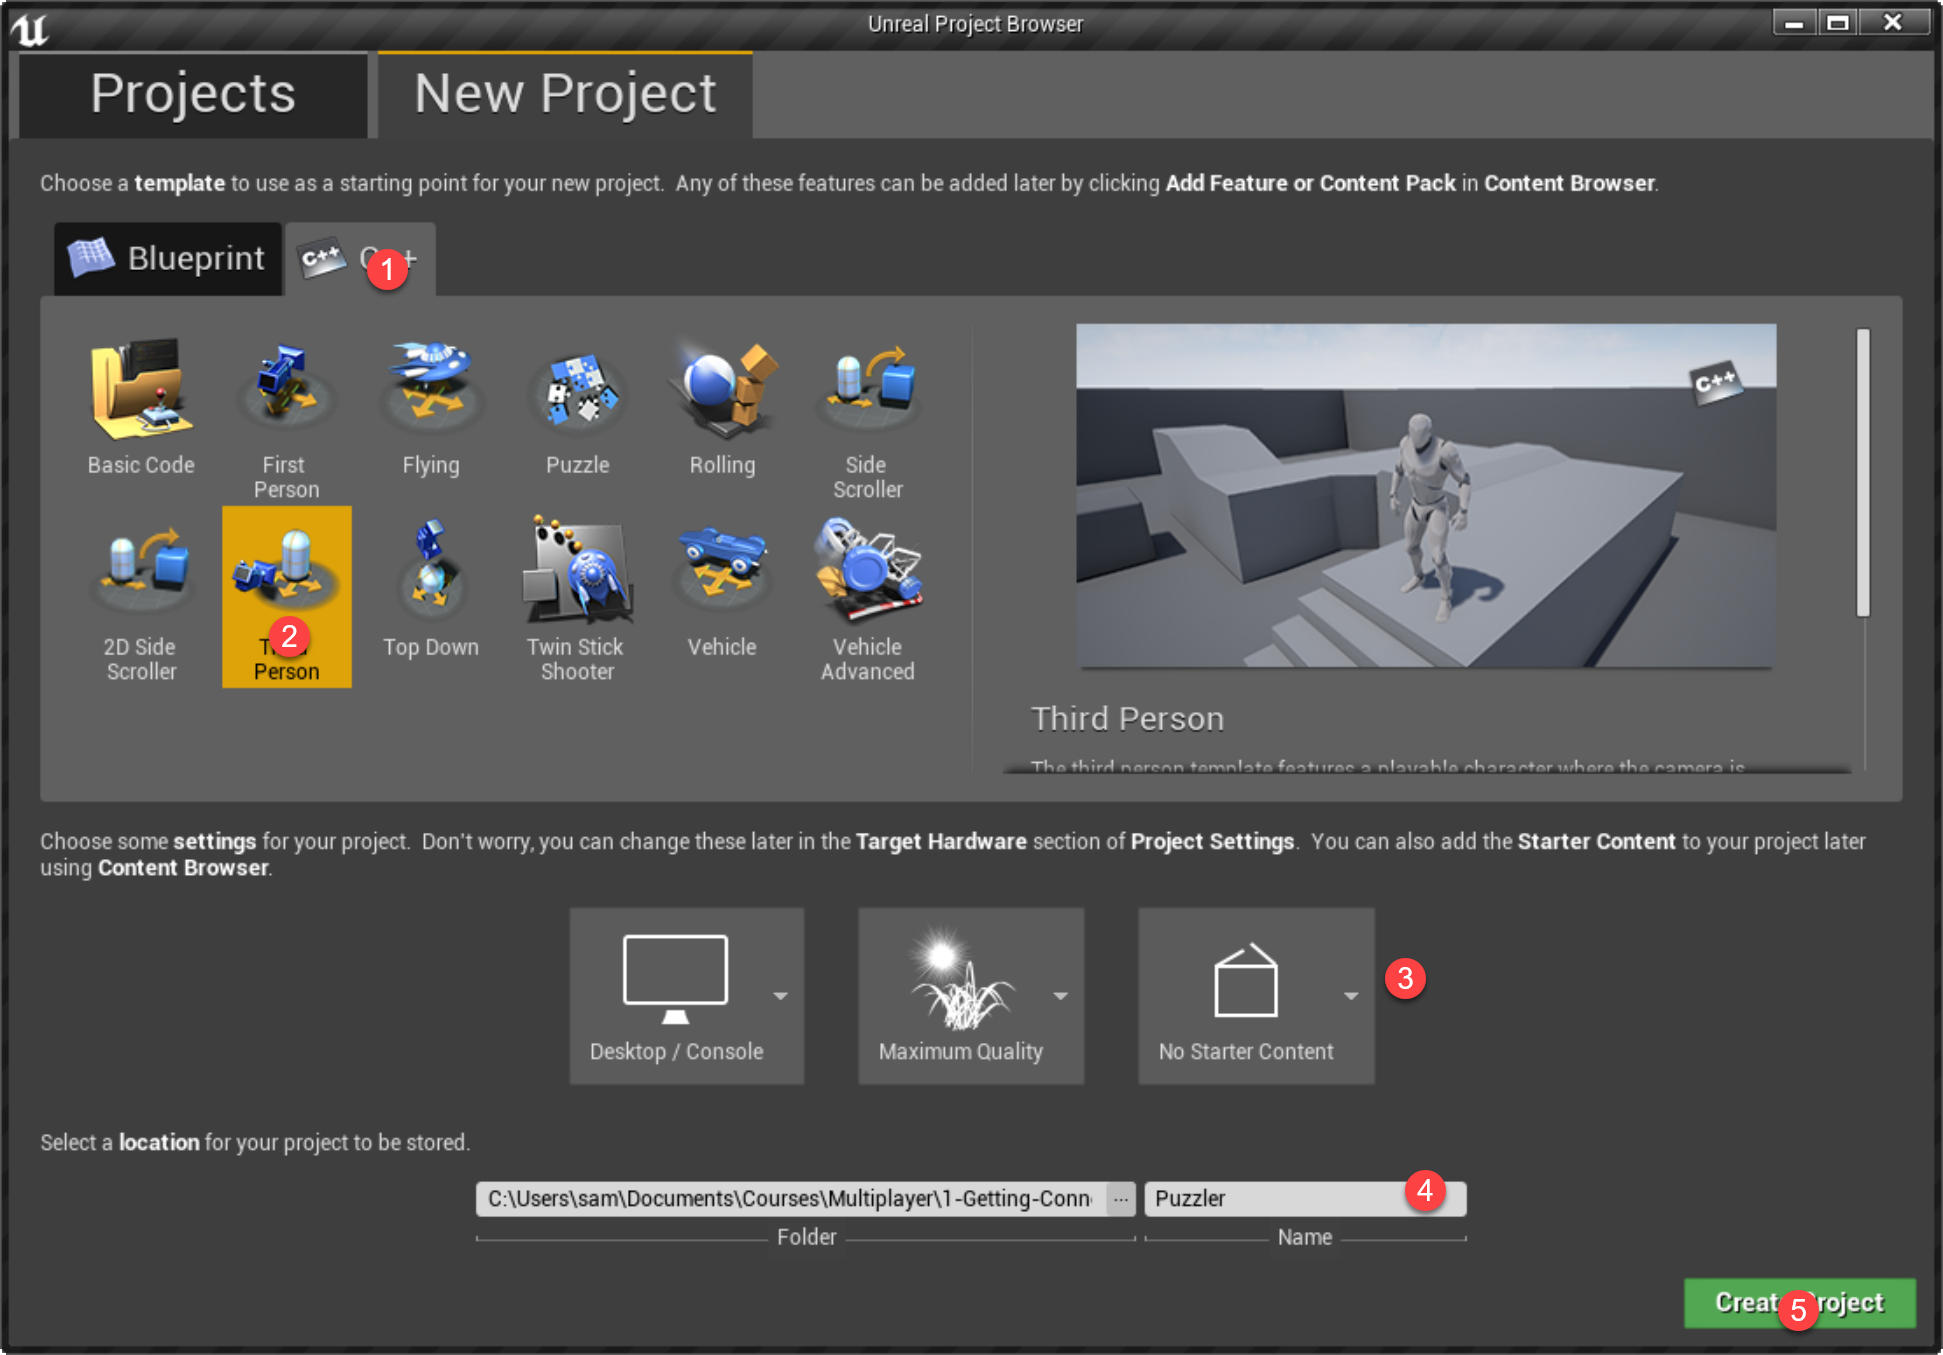 Unreal Project Browser
Projects
New Project
Choose a template to use as a starting point for your new project. Any of these features can be added later by clicking Add Feature or Content Pack in Content Browser.
Blueprint
C++
1
Basic Code
First
Person
Flying
Puzzle
Rolling
Side
Scroller
2D Side
Scroller
2
Third
Person
Top Down
Twin Stick
Shooter
Vehicle
Vehicle
Advanced
C++
Third Person
The third person template features a playable character where the camera is
Choose some settings for your project. Don't worry, you can change these later in the Target Hardware section of Project Settings. You can also add the Starter Content to your project later
using Content Browser.
Desktop / Console
Maximum Quality
No Starter Content
3
Select a location for your project to be stored.
C:\Users\sam\Documents\Courses\Multiplayer\1-Getting-Conn
...
Puzzler
4
Folder
Name
Create Project
5